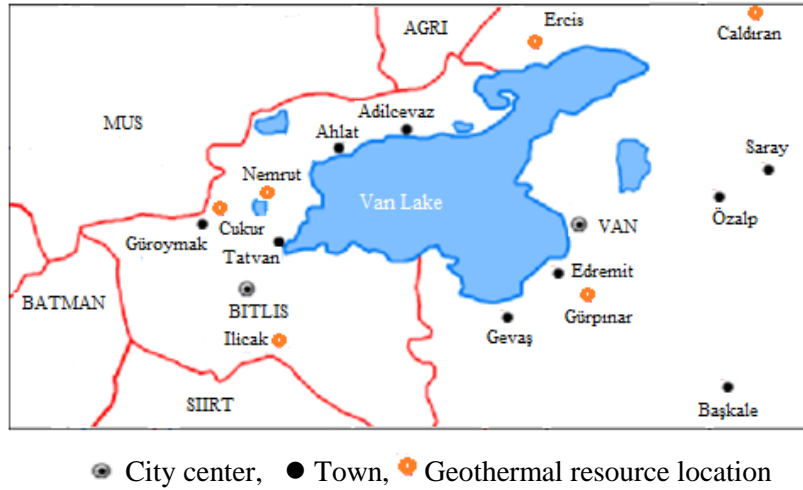 Ercis
AGRI
Caldıran
MUS
Adilcevaz
Ahlat
Saray
Nemrut
Van Lake
Özalp
VAN
Cukur
Güroymak
Tatvan
Edremit
BATMAN
BITLIS
Gürpınar
Ilicak
Gevaş
SIIRT
Başkale
City center, Town, Geothermal resource location